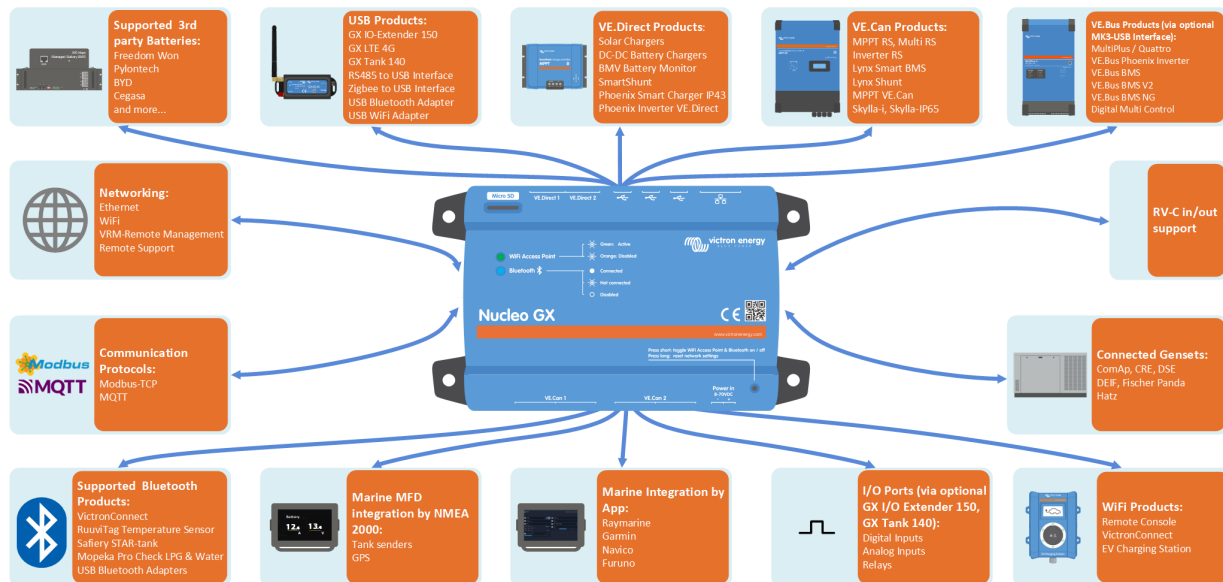 Supported 3rd
party Batteries:
Freedom Won
Pylontech
BYD
Cegasa
and more...
USB Products:
GX IO-Extender 150
GX LTE 4G
GX Tank 140
RS485 to USB Interface
Zigbee to USB Interface
USB Bluetooth Adapter
USB WiFi Adapter
VE.Direct Products:
Solar Chargers
DC-DC Battery Chargers
BMV Battery Monitor
SmartShunt
Phoenix Smart Charger IP43
Phoenix Inverter VE.Direct
VE.Can Products:
MPPT RS, Multi RS
Inverter RS
Lynx Smart BMS
Lynx Shunt
MPPT VE.Can
Skylla-i, Skylla-IP65
VE.Bus Products (via optional
MK3-USB Interface):
MultiPlus / Quattro
VE.Bus Phoenix Inverter
VE.Bus BMS
VE.Bus BMS V2
VE.Bus BMS NG
Digital Multi Control
Networking:
Ethernet
WiFi
VRM-Remote Management
Remote Support
Micro SD
VE.Direct 1
VE.Direct 2
victron energy
BLUE POWER
WiFi Access Point
Green: Active
Orange: Disabled
Bluetooth
Connected
Not connected
Disabled
Nucleo GX
CE
www.victronenergy.com
Press short: toggle WiFi Access Point & Bluetooth on / off
Press long: reset network settings
Power in
8-70VDC
- +
VE.Can 1
VE.Can 2
RV-C in/out
support
Modbus
MQTT
Communication
Protocols:
Modbus-TCP
MQTT
Connected Gensets:
ComAp, CRE, DSE
DEIF, Fischer Panda
Hatz
Supported Bluetooth
Products:
VictronConnect
RuuviTag Temperature Sensor
Safiery STAR-tank
Mopeka Pro Check LPG & Water
USB Bluetooth Adapters
Battery
Marine MFD
integration by NMEA
2000:
Tank senders
GPS
Marine Integration by
App:
Raymarine
Garmin
Navico
Furuno
I/O Ports (via optional
GX I/O Extender 150,
GX Tank 140):
Digital Inputs
Analog Inputs
Relays
WiFi Products:
Remote Console
VictronConnect
EV Charging Station